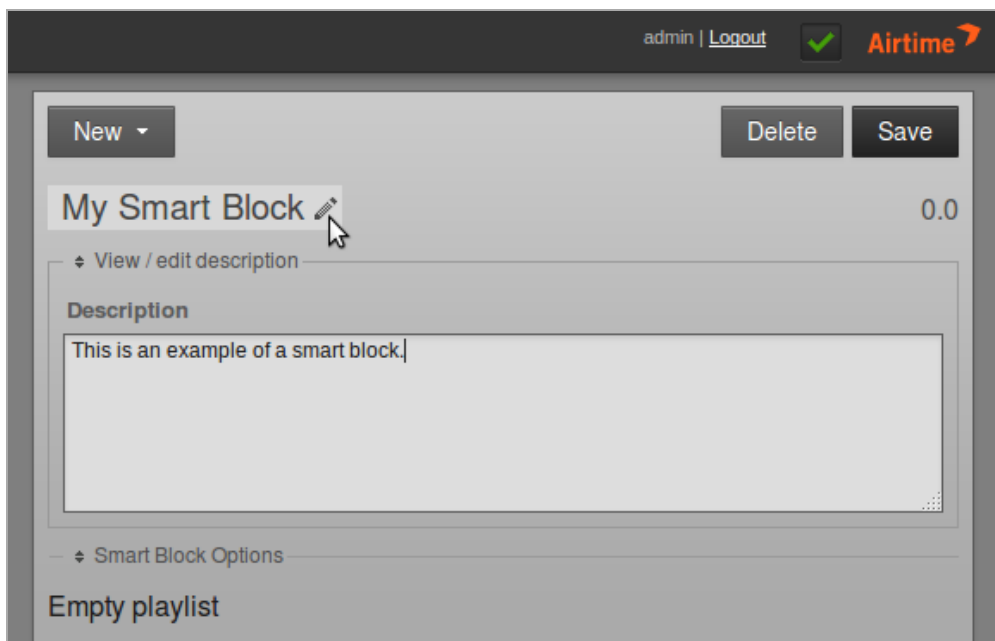 admin | Logout
Airtime
New
Delete
Save
My Smart Block
0.0
View / edit description
Description
This is an example of a smart block.
Smart Block Options
Empty playlist